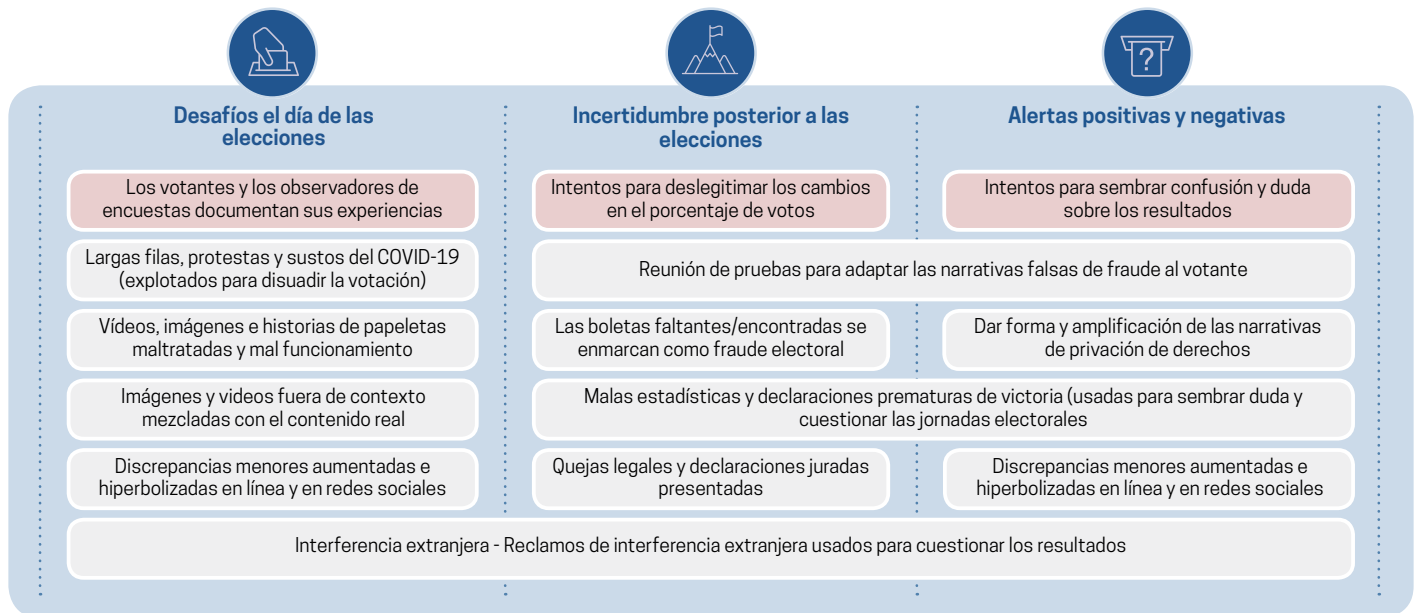 ?
Desafíos el día de las
elecciones
Incertidumbre posterior a las
elecciones
Alertas positivas y negativas
Los votantes y los observadores de
encuestas documentan sus experiencias
Intentos para deslegitimar los cambios
en el porcentaje de votos
Intentos para sembrar confusión y duda
sobre los resultados
Largas filas, protestas y sustos del COVID-19
(explotados para disuadir la votación)
Reunión de pruebas para adaptar las narrativas falsas de fraude al votante
Vídeos, imágenes e historias de papeletas
maltratadas y mal funcionamiento
Las boletas faltantes/encontradas se
enmarcan como fraude electoral
Dar forma y amplificación de las narrativas
de privación de derechos
Imágenes y videos fuera de contexto
mezcladas con el contenido real
Malas estadísticas y declaraciones prematuras de victoria (usadas para sembrar duda y
cuestionar las jornadas electorales
Discrepancias menores aumentadas e
hiperbolizadas en línea y en redes sociales
Quejas legales y declaraciones juradas
presentadas
Discrepancias menores aumentadas e
hiperbolizadas en línea y en redes sociales
Interferencia extranjera - Reclamos de interferencia extranjera usados para cuestionar los resultados